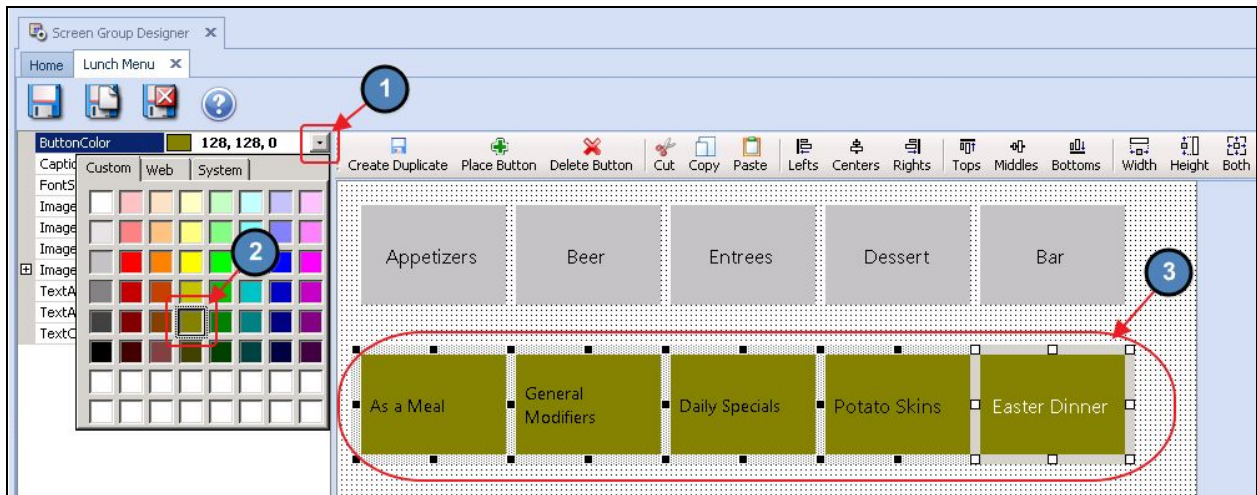 Screen Group Designer
Home Lunch Menu
1
ButtonColor 128, 128, 0
Create Duplicate Place Button Delete Button Cut Copy Paste Lefts Centers Rights Tops Middles Bottoms Width Height Both
Captio
Custom Web System
FontS
Image
Image
Image
Image
TextA
TextA
TextC
2
Appetizers Beer Entrees Dessert Bar
3
As a Meal
General
Modifiers
Daily Specials
Potato Skins
Easter Dinner